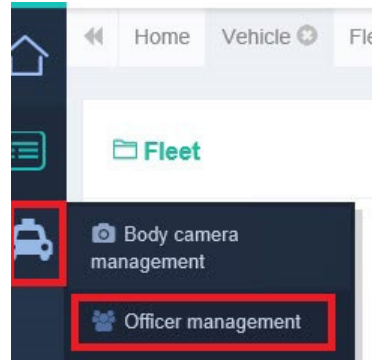 Home Vehicle Fle
Fleet
Body camera
management
Officer management